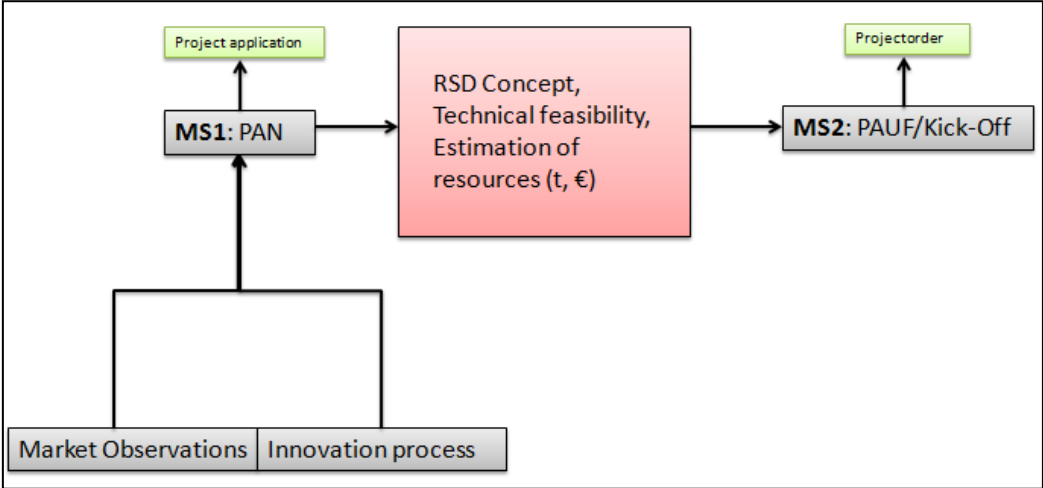 Project application
Projectorder
RSD Concept,
Technical feasibility,
Estimation of
resources (t, €)
MS1: PAN
MS2: PAUF/Kick-Off
Market Observations
Innovation process